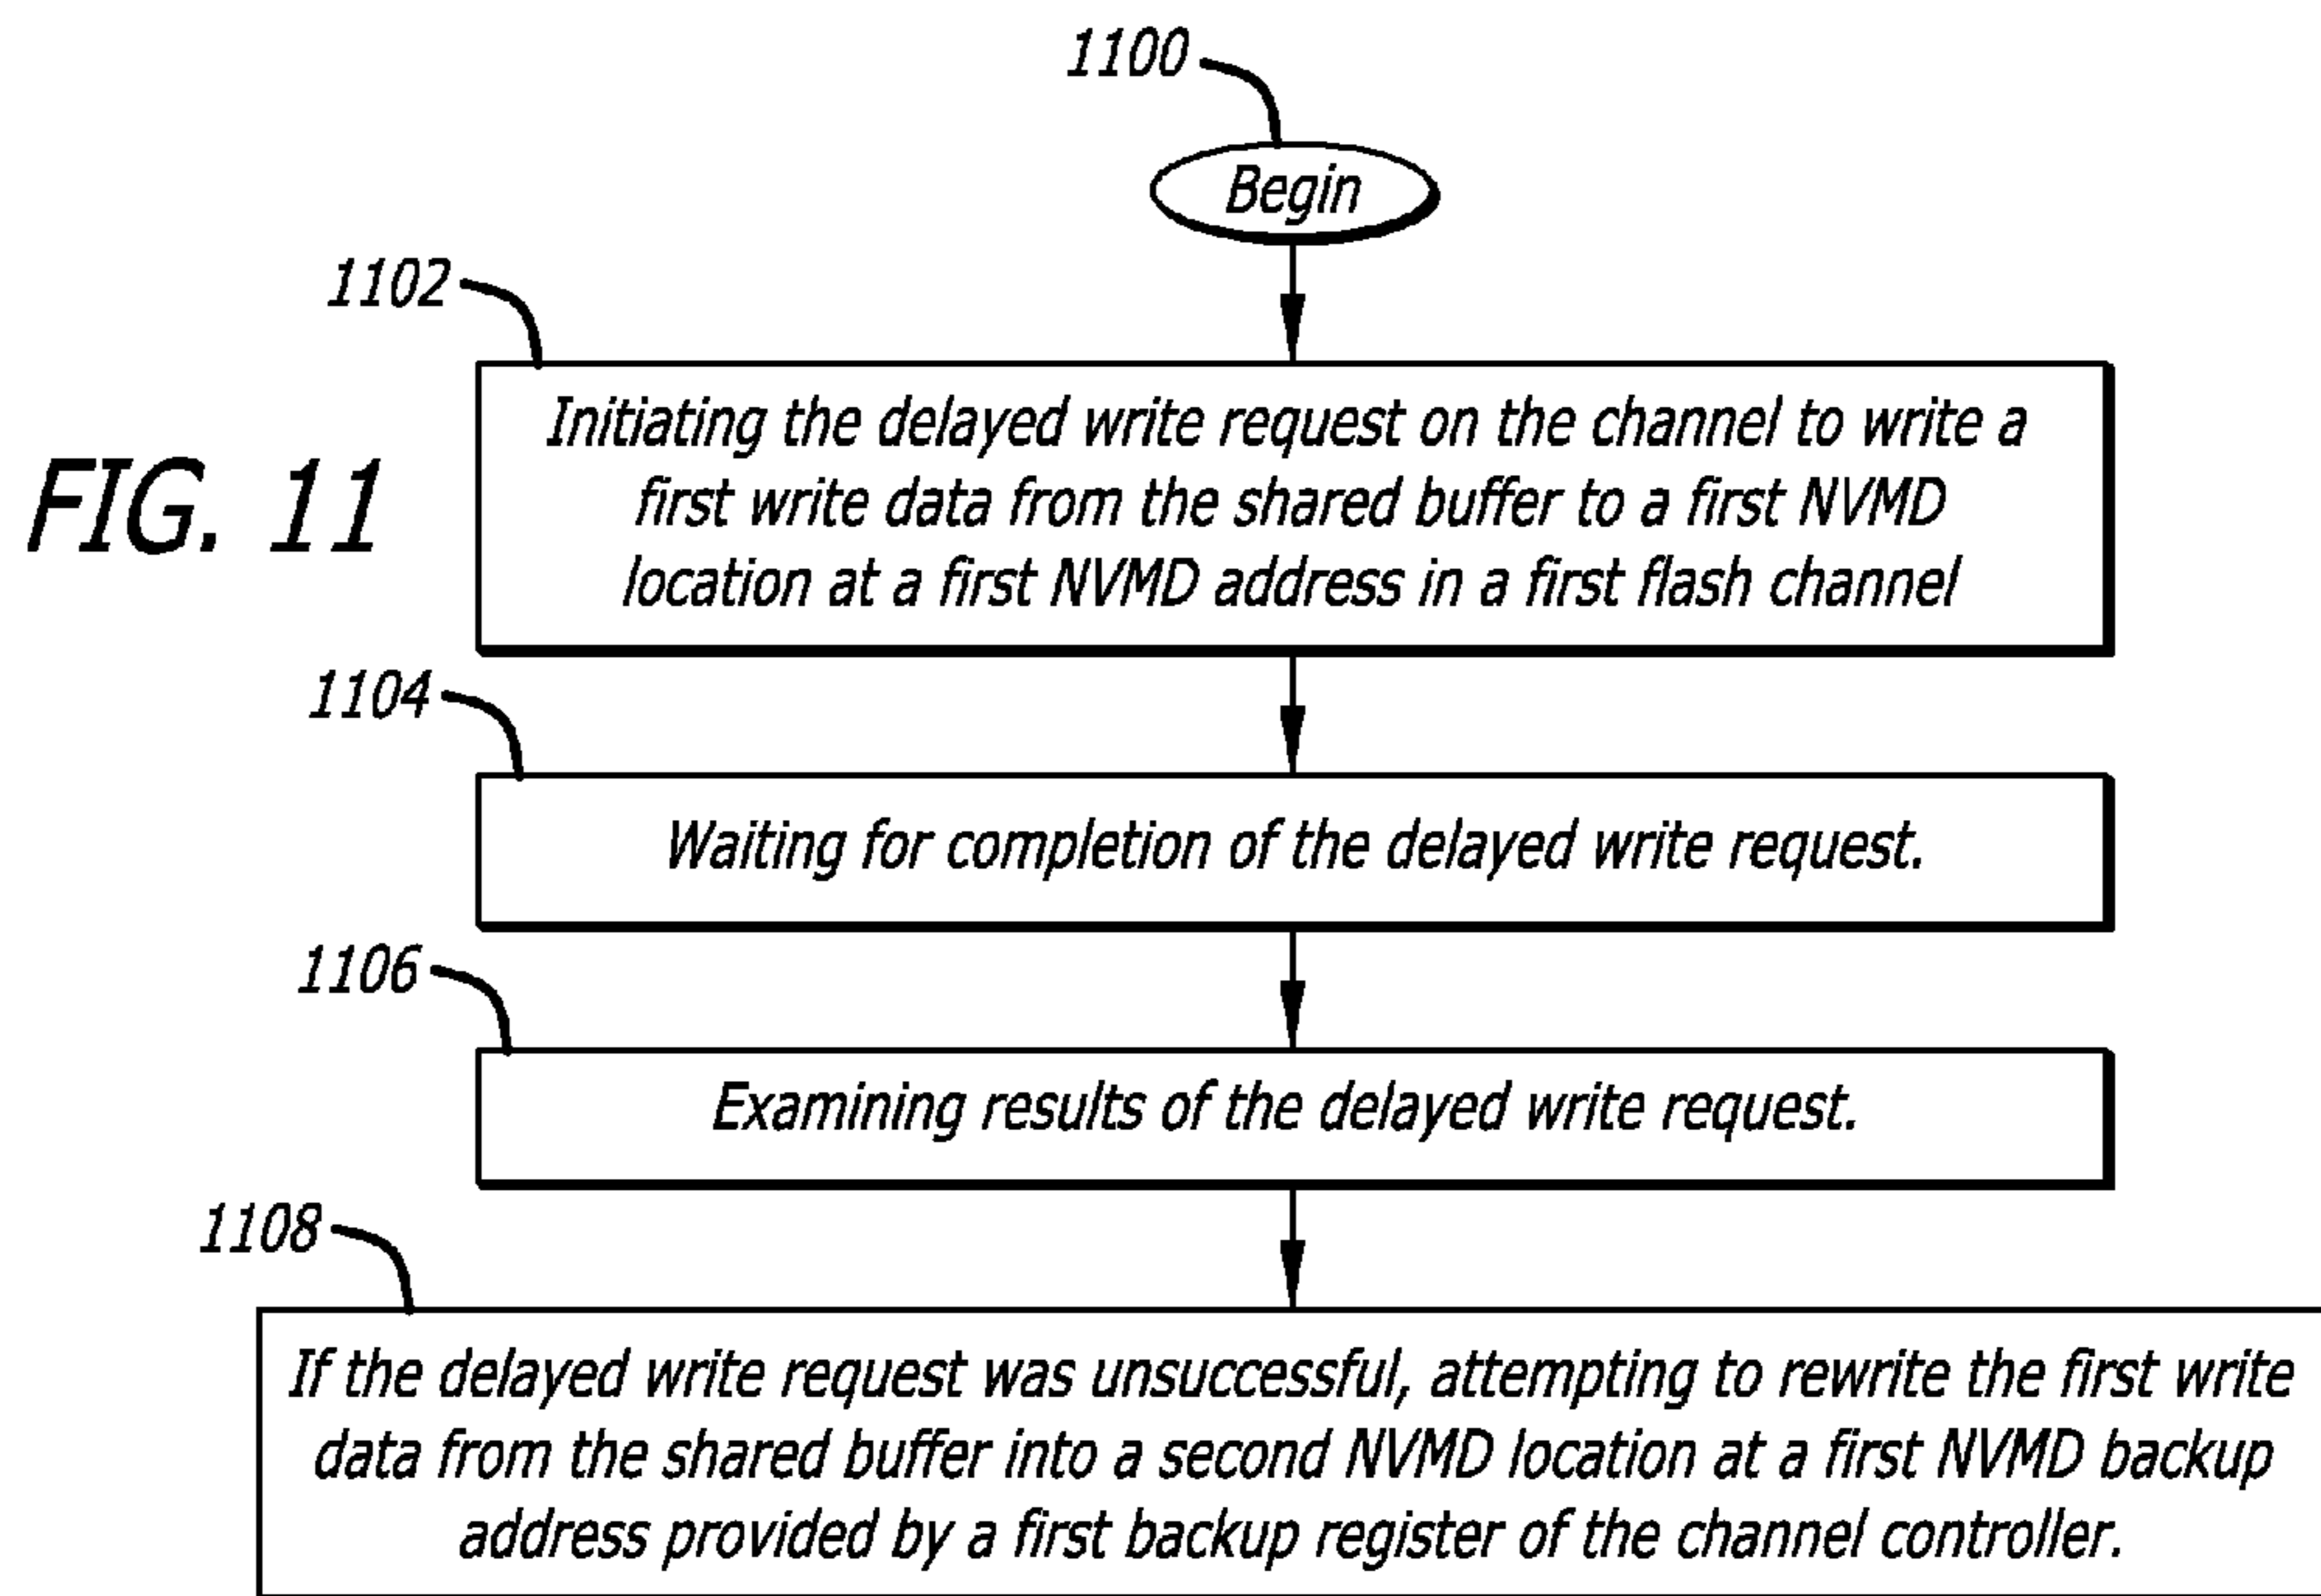 1100
Begin
1102
Initiating the delayed write request on the channel to write a
first write data from the shared buffer to a first NVMD
location at a first NVMD address in a first flash channel
FIG. 11
1104
Waiting for completion of the delayed write request.
1106
Examining results of the delayed write request.
1108
If the delayed write request was unsuccessful, attempting to rewrite the first write
data from the shared buffer into a second NVMD location at a first NVMD backup
address provided by a first backup register of the channel controller.